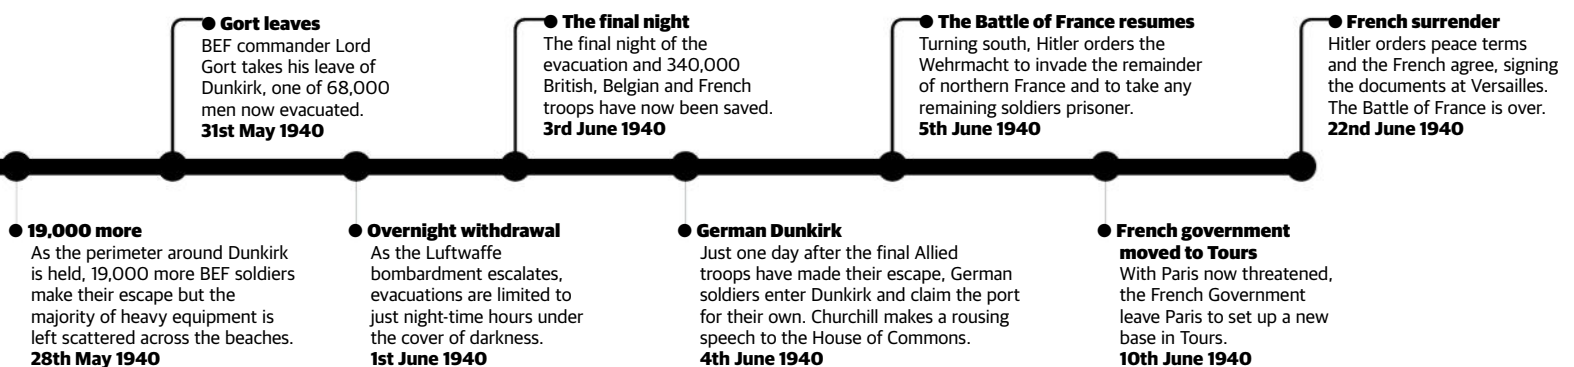 ● Gort leaves
BEF commander Lord
Gort takes his leave of
Dunkirk, one of 68,000
men now evacuated.
31st May 1940
● The final night
The final night of the
evacuation and 340,000
British, Belgian and French
troops have now been saved.
3rd June 1940
● The Battle of France resumes
Turning south, Hitler orders the
Wehrmacht to invade the remainder
of northern France and to take any
remaining soldiers prisoner.
5th June 1940
● French surrender
Hitler orders peace terms
and the French agree, signing
the documents at Versailles.
The Battle of France is over.
22nd June 1940
● 19,000 more
As the perimeter around Dunkirk
is held, 19,000 more BEF soldiers
make their escape but the
majority of heavy equipment is
left scattered across the beaches.
28th May 1940
● Overnight withdrawal
As the Luftwaffe
bombardment escalates,
evacuations are limited to
just night-time hours under
the cover of darkness.
1st June 1940
● German Dunkirk
Just one day after the final Allied
troops have made their escape, German
soldiers enter Dunkirk and claim the port
for their own. Churchill makes a rousing
speech to the House of Commons.
4th June 1940
● French government
moved to Tours
With Paris now threatened,
the French Government
leave Paris to set up a new
base in Tours.
10th June 1940